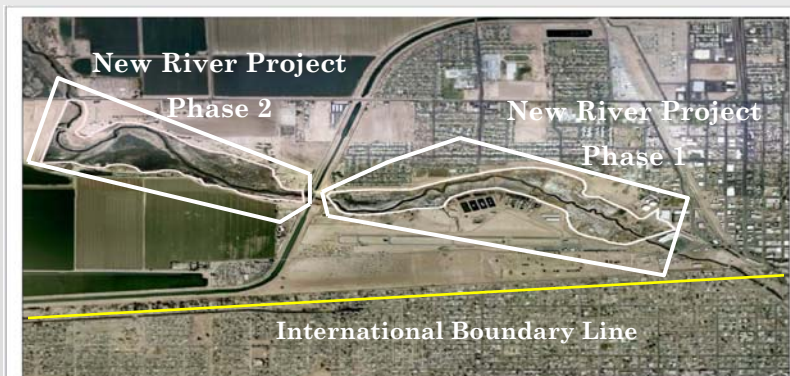 New River Project
Phase 2
New River Project
Phase 1
International Boundary Line